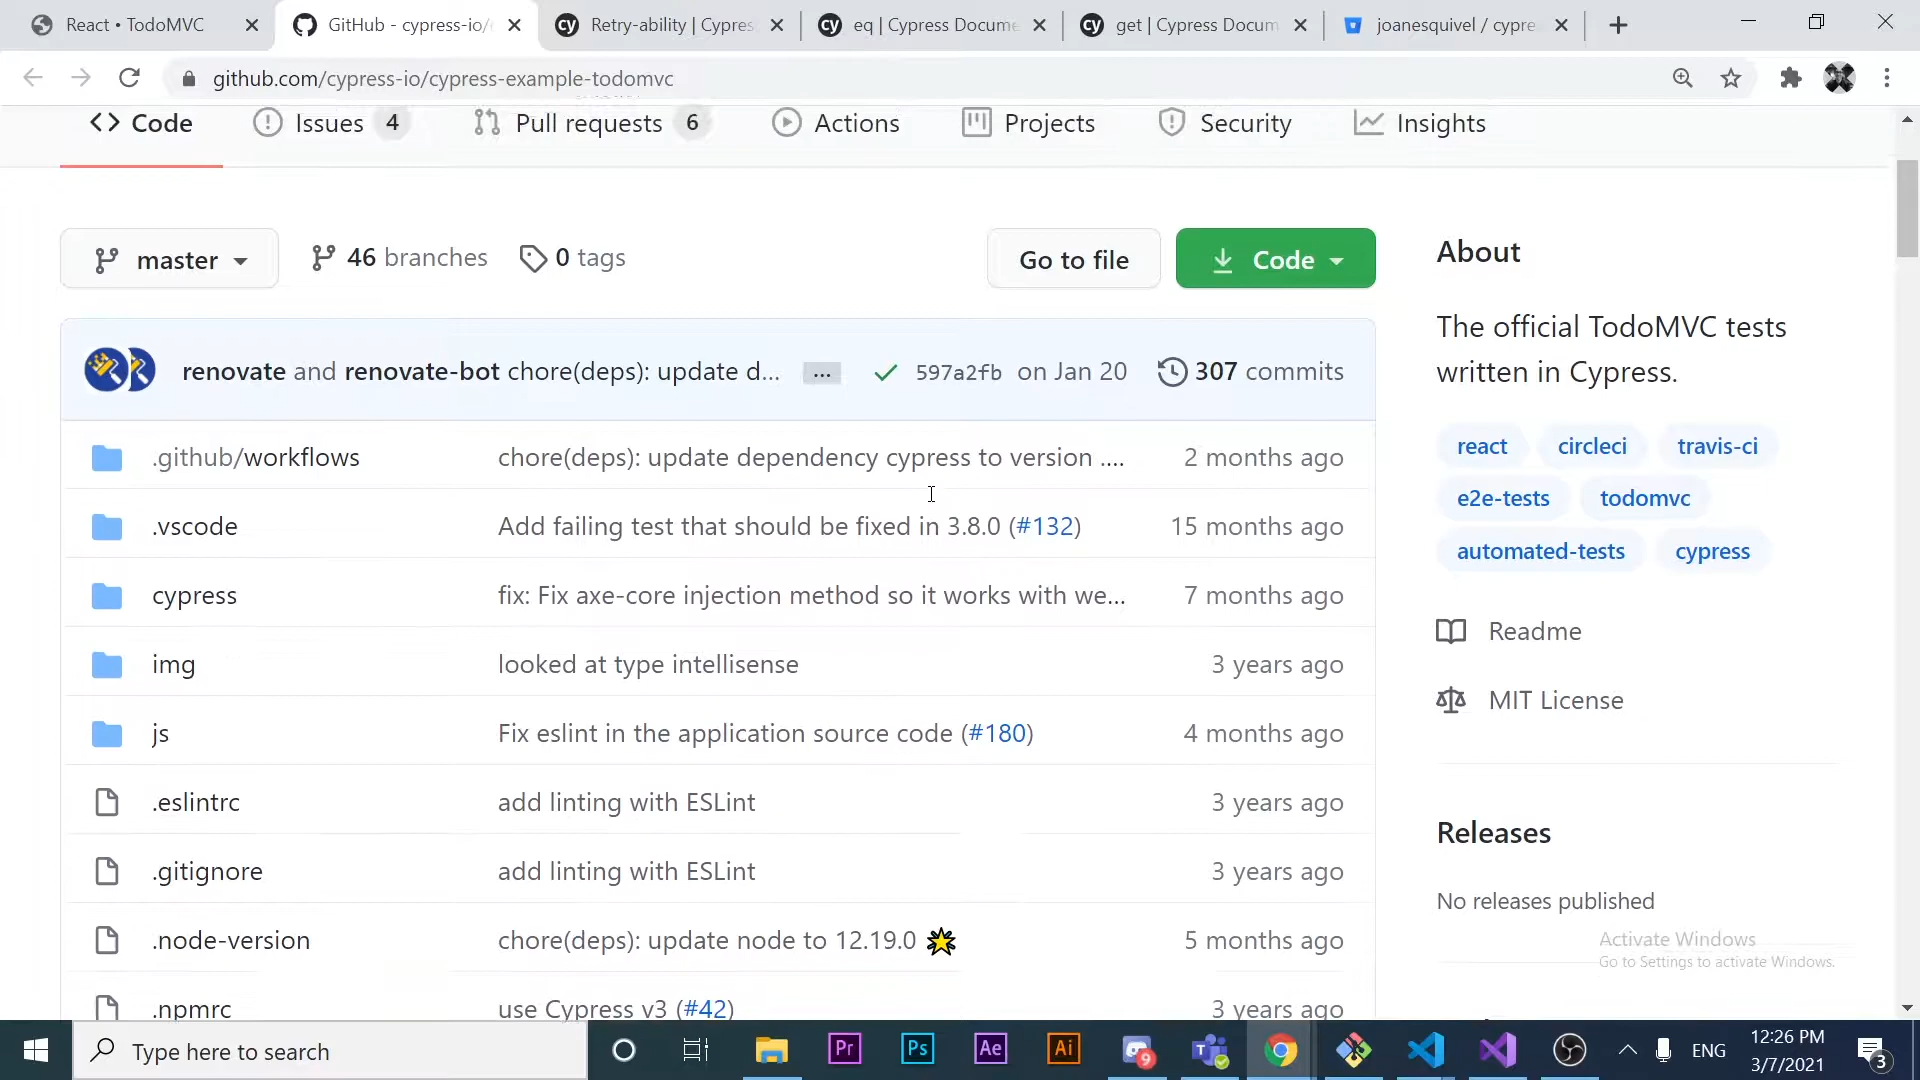 React • TodoMVC
GitHub - cypress-io/
Retry-ability | Cypres
eq | Cypress Docume
get | Cypress Docum
joanesquivel / cypre
github.com/cypress-io/cypress-example-todomvc
Code
Issues 4
Pull requests 6
Actions
Projects
Security
Insights
master
46 branches
0 tags
Go to file
Code
renovate and renovate-bot chore(deps): update d... ... 597a2fb on Jan 20 307 commits
.github/workflows chore(deps): update dependency cypress to version .... 2 months ago
.vscode Add failing test that should be fixed in 3.8.0 (#132) 15 months ago
cypress fix: Fix axe-core injection method so it works with we... 7 months ago
img looked at type intellisense 3 years ago
js Fix eslint in the application source code (#180) 4 months ago
.eslintrc add linting with ESLint 3 years ago
.gitignore add linting with ESLint 3 years ago
.node-version chore(deps): update node to 12.19.0 5 months ago
.npmrc use Cypress v3 (#42) 3 years ago
About
The official TodoMVC tests
written in Cypress.
react circleci travis-ci
e2e-tests todomvc
automated-tests cypress
Readme
MIT License
Releases
No releases published
Activate Windows
Go to Settings to activate Windows.
Type here to search
Pr
Ps
Ae
Ai
9
ENG
12:26 PM
3/7/2021
3